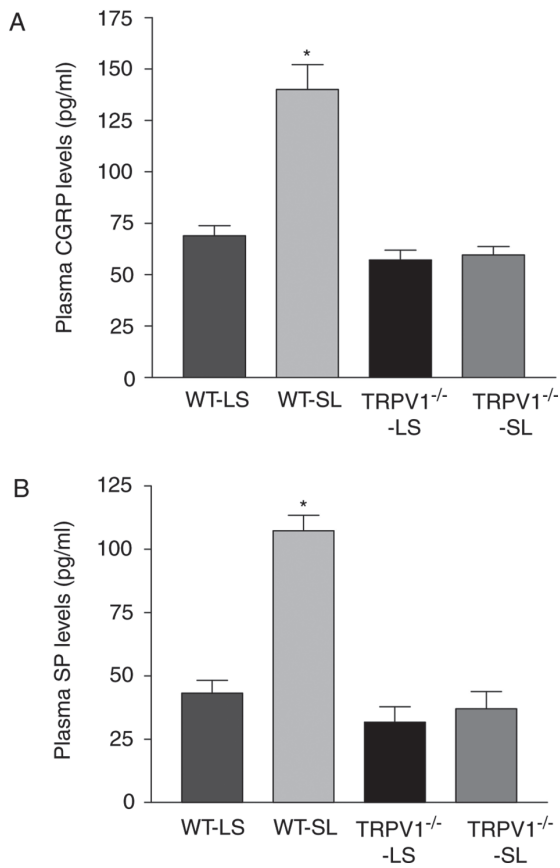 A
Plasma CGRP levels (pg/ml)
175
150
125
100
75
50
25
0
*
WT-LS WT-SL TRPV1⁻/⁻ TRPV1⁻/⁻
-LS -SL
B
Plasma SP levels (pg/ml)
125
100
75
50
25
0
*
WT-LS WT-SL TRPV1⁻/⁻ TRPV1⁻/⁻
-LS -SL